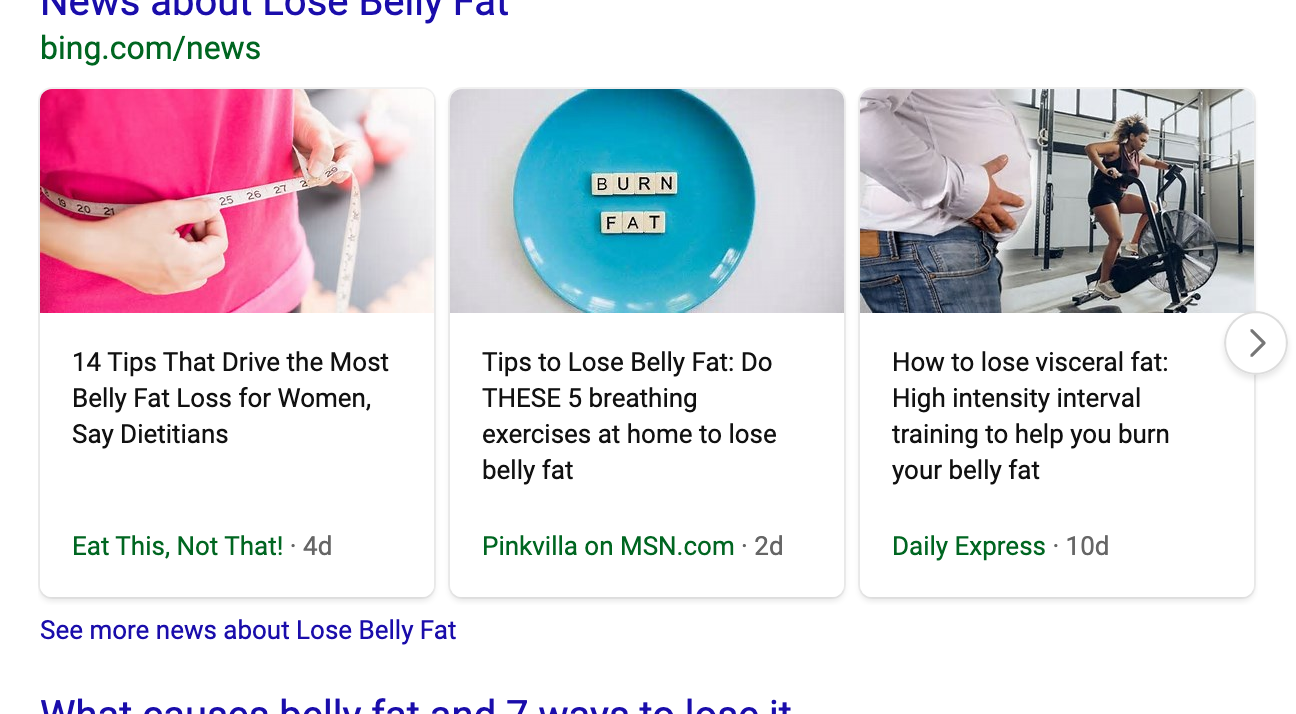 News about Lose Belly Fat
bing.com/news
19 20 21 25 26 27 29
BURN
FAT
14 Tips That Drive the Most
Belly Fat Loss for Women,
Say Dietitians
Eat This, Not That! · 4d
Tips to Lose Belly Fat: Do
THESE 5 breathing
exercises at home to lose
belly fat
Pinkvilla on MSN.com · 2d
How to lose visceral fat:
High intensity interval
training to help you burn
your belly fat
Daily Express · 10d
See more news about Lose Belly Fat
What causes belly fat and 7 ways to lose it